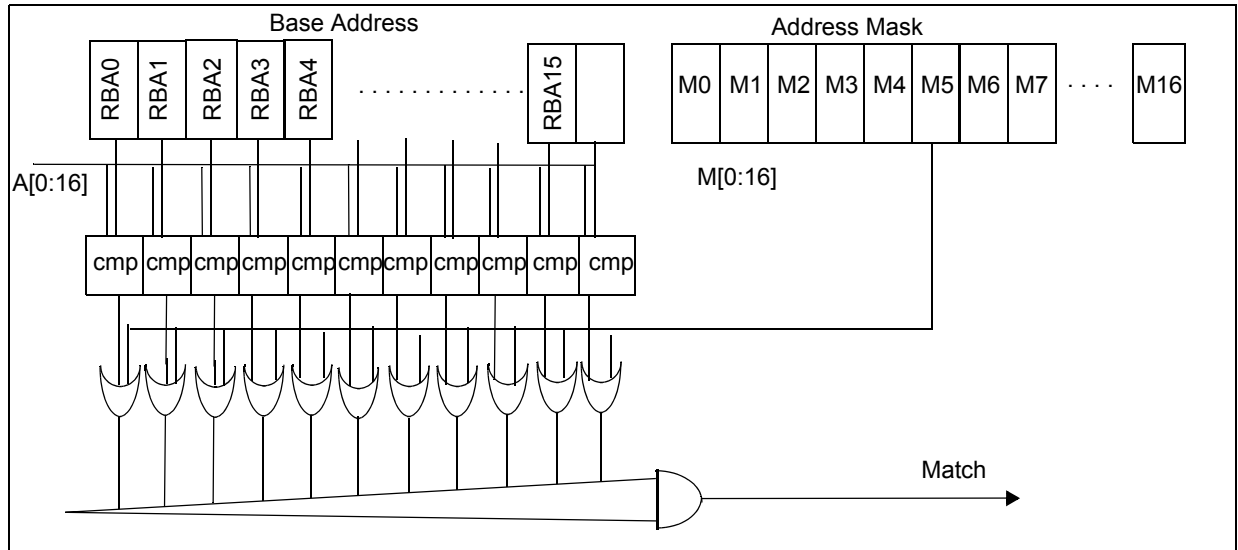 Base Address
Address Mask
RBA0 RBA1 RBA2 RBA3 RBA4 . . . . . . . . . . . . . RBA15
M0 M1 M2 M3 M4 M5 M6 M7 . . . . M16
A[0:16]
M[0:16]
cmp cmp cmp cmp cmp cmp cmp cmp cmp cmp cmp
Match